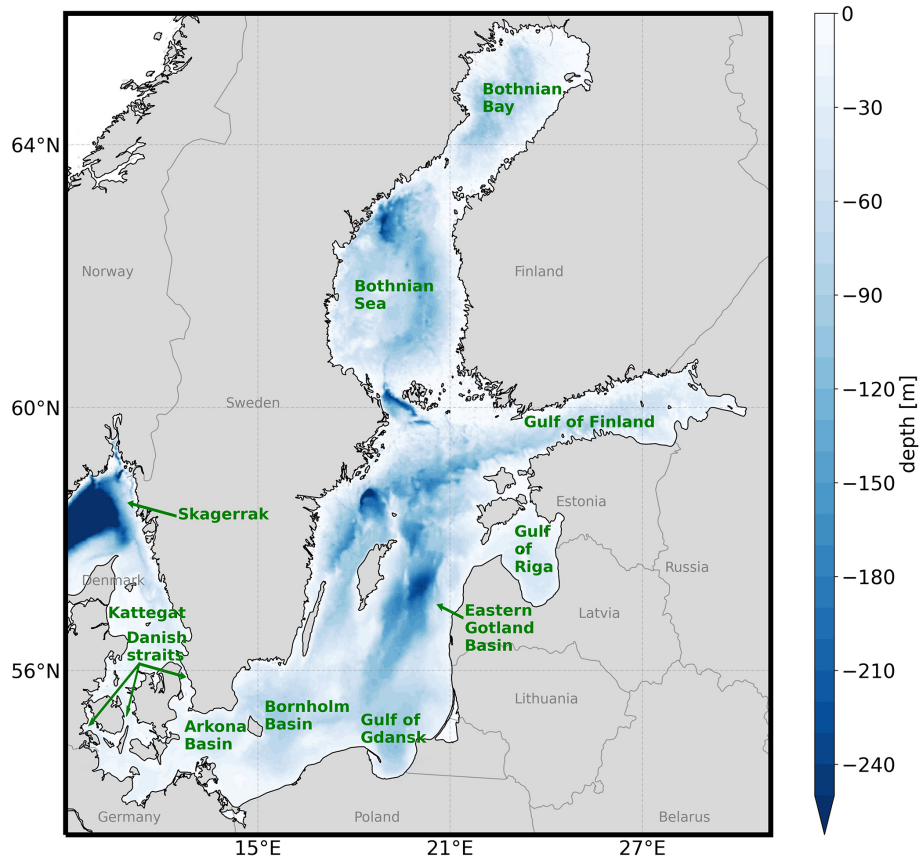 0
Bothnian
Bay
−30
64°N
−60
Norway
Finland
Bothnian
Sea
−90
−120
60°N
Sweden
Gulf of Finland
depth [m]
−150
Estonia
Skagerrak
Gulf
of
Riga
Russia
Denmark
−180
Kattegat
Eastern
Gotland
Basin
Latvia
Danish
straits
56°N
−210
Lithuania
Bornholm
Basin
Arkona
Basin
Gulf of
Gdansk
−240
Germany
Poland
Belarus
15°E
21°E
27°E